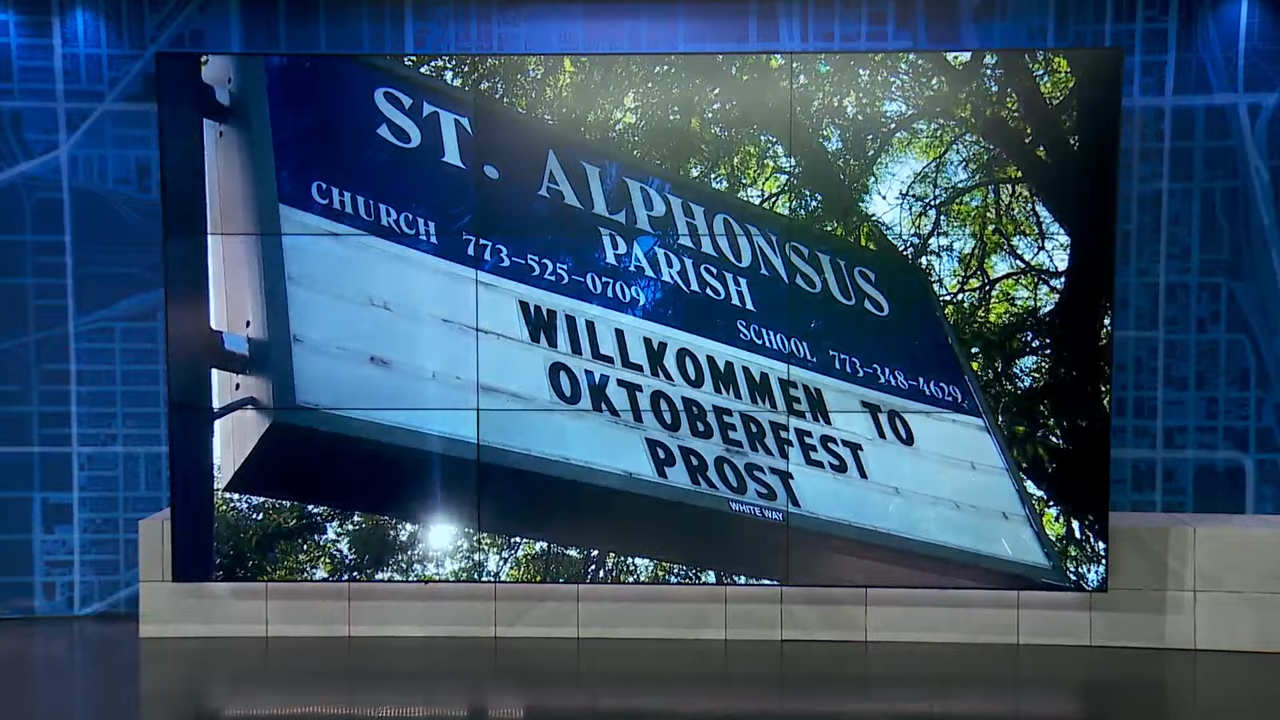 ST. ALPHONSUS
PARISH
CHURCH 773-525-0709
SCHOOL 773-348-4629
WILLKOMMEN TO
OKTOBERFEST
PROST
WHITE WAY